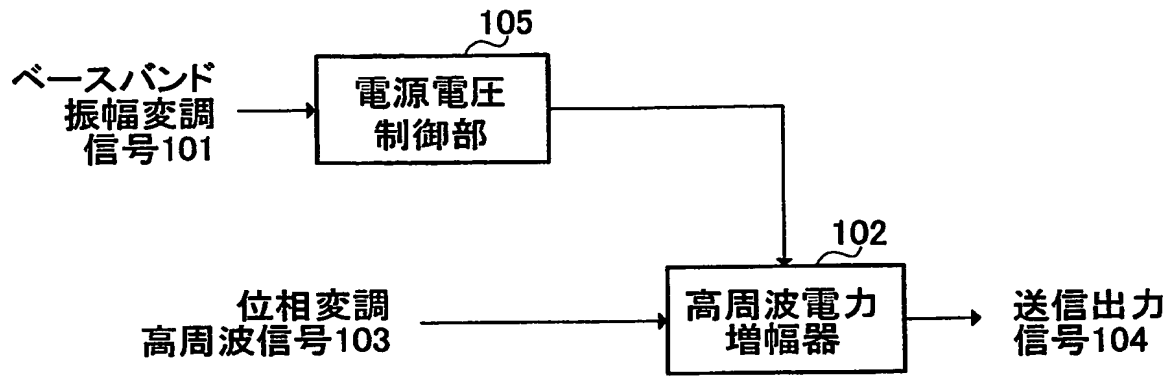 105
ベースバンド
振幅変調
信号101
電源電圧
制御部
102
位相変調
高周波信号103
高周波電力
増幅器
送信出力
信号104